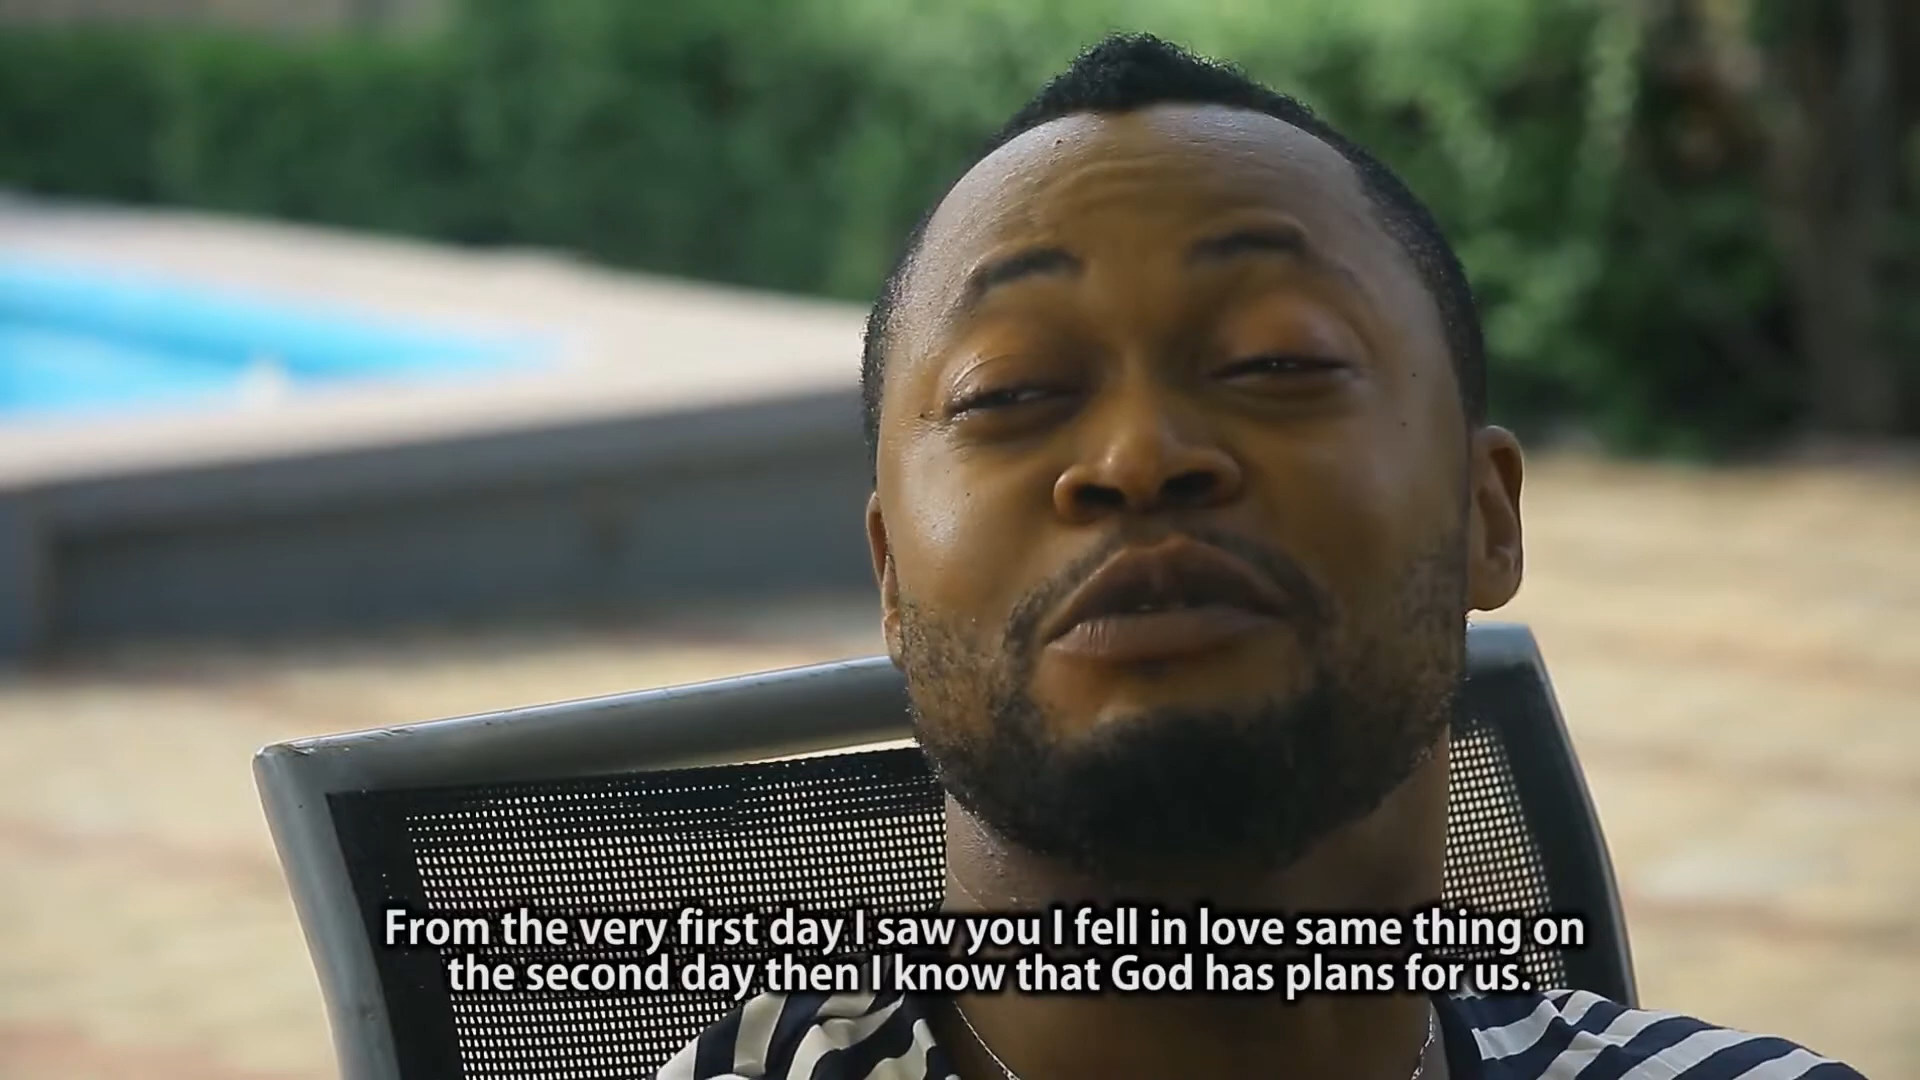 From the very first day I saw you I fell in love same thing on
the second day then I know that God has plans for us.